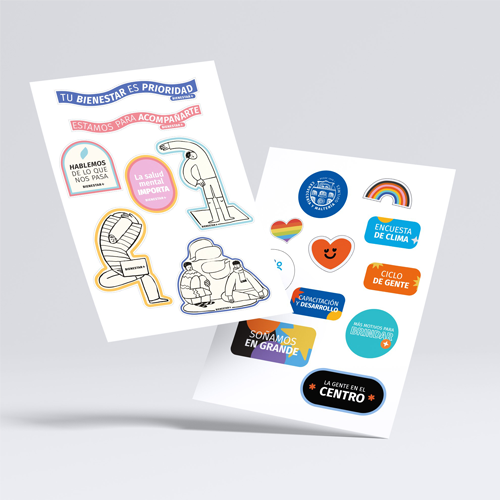 TU BIENESTAR ES PRIORIDAD
BIENESTAR+
ESTAMOS PARA ACOMPAÑARTE
BIENESTAR+
HABLEMOS
DE LO QUE
NOS PASA
BIENESTAR+
La salud
mental
IMPORTA
BIENESTAR+
BIENESTAR+
BIENESTAR+
ENCUESTA
DE CLIMA
CICLO
DE GENTE
CAPACITACIÓN
Y DESARROLLO
MÁS MOTIVOS PARA
BRINDAR
SOÑAMOS
EN GRANDE
LA GENTE EN EL
CENTRO